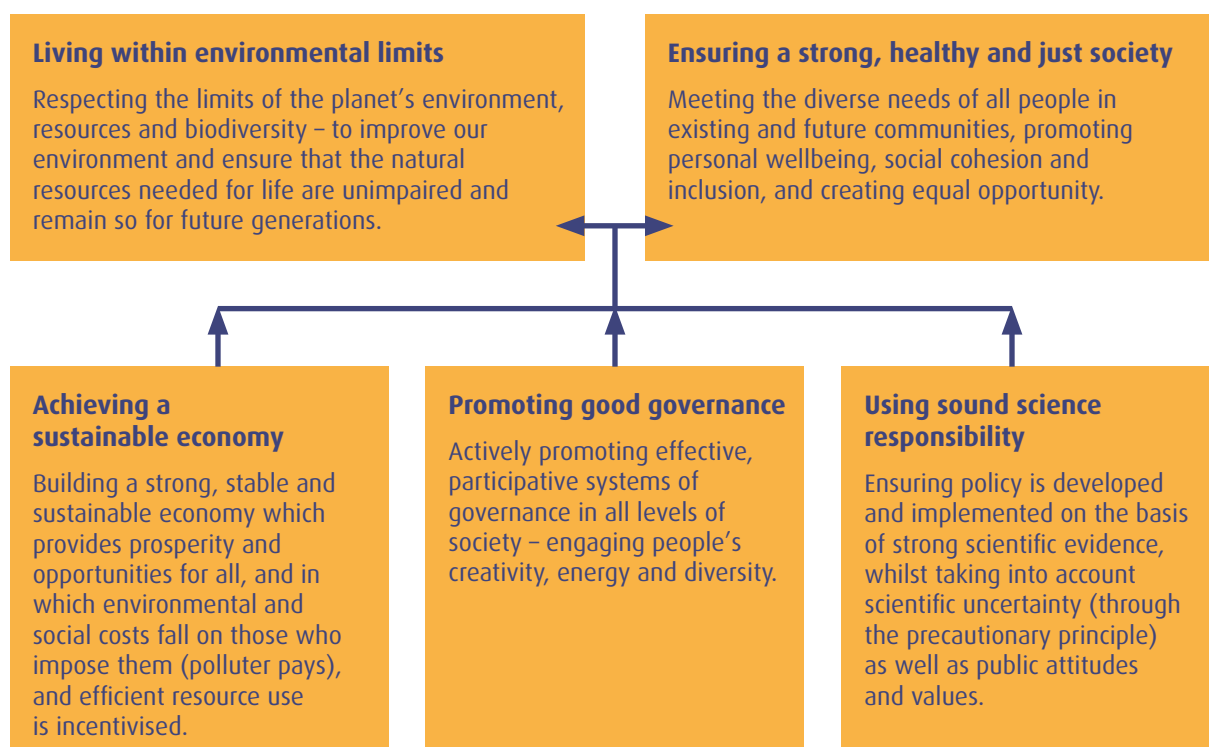 Living within environmental limits
Respecting the limits of the planet’s environment,
resources and biodiversity – to improve our
environment and ensure that the natural
resources needed for life are unimpaired and
remain so for future generations.
Ensuring a strong, healthy and just society
Meeting the diverse needs of all people in
existing and future communities, promoting
personal wellbeing, social cohesion and
inclusion, and creating equal opportunity.
Achieving a
sustainable economy
Building a strong, stable and
sustainable economy which
provides prosperity and
opportunities for all, and in
which environmental and
social costs fall on those who
impose them (polluter pays),
and efficient resource use
is incentivised.
Promoting good governance
Actively promoting effective,
participative systems of
governance in all levels of
society – engaging people’s
creativity, energy and diversity.
Using sound science
responsibility
Ensuring policy is developed
and implemented on the basis
of strong scientific evidence,
whilst taking into account
scientific uncertainty (through
the precautionary principle)
as well as public attitudes
and values.